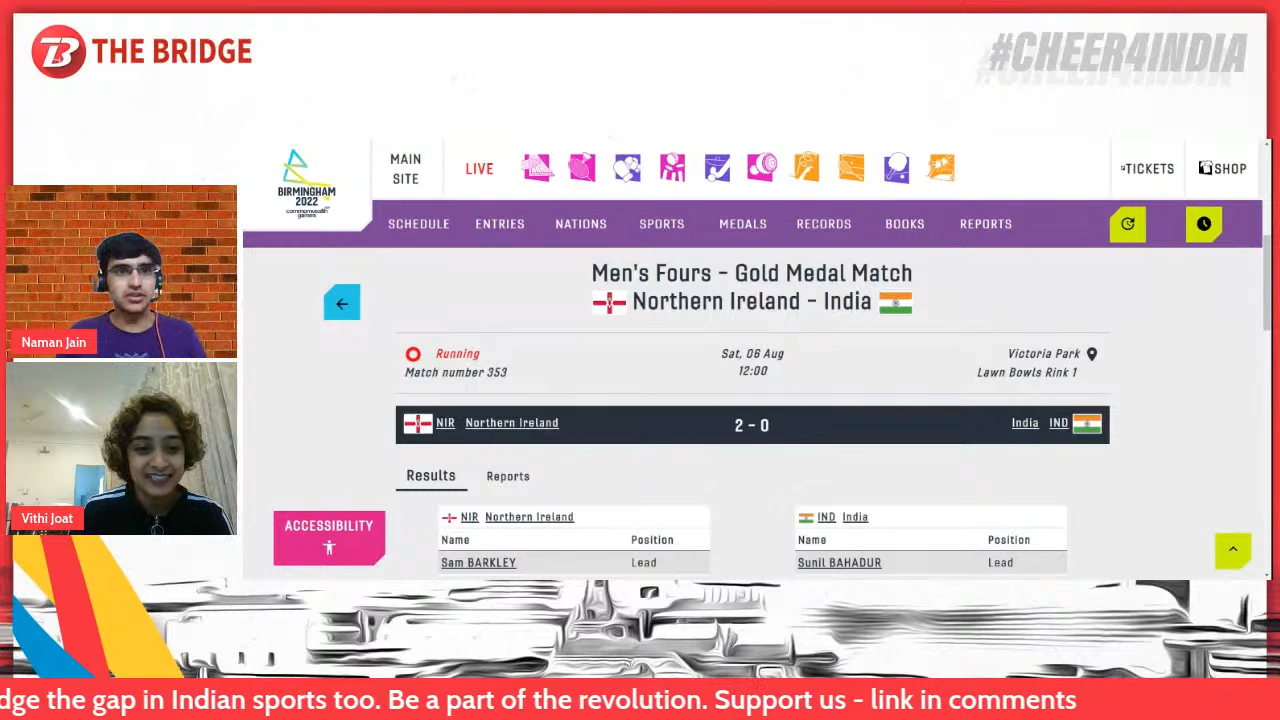 THE BRIDGE
#CHEER4INDIA
BIRMINGHAM
2022
commonwealth
games
MAIN
SITE
LIVE
TICKETS
SHOP
SCHEDULE ENTRIES NATIONS SPORTS MEDALS RECORDS BOOKS REPORTS
Men's Fours - Gold Medal Match
Northern Ireland - India
Running
Match number 353
Sat, 06 Aug
12:00
Victoria Park
Lawn Bowls Rink 1
NIR Northern Ireland 2 - 0 India IND
Results Reports
NIR Northern Ireland
Name Position
Sam BARKLEY Lead
IND India
Name Position
Sunil BAHADUR Lead
ACCESSIBILITY
Naman Jain
Vithi Joat
dge the gap in Indian sports too. Be a part of the revolution. Support us - link in comments